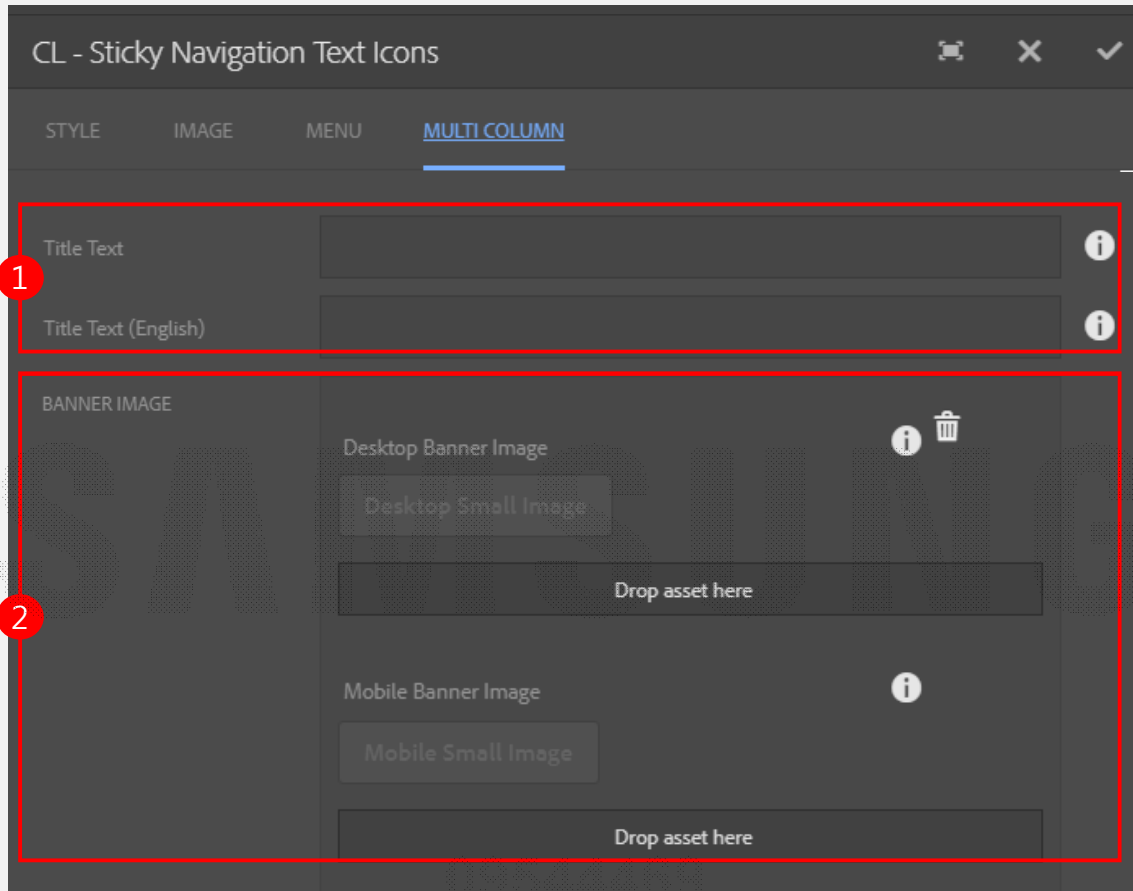 CL - Sticky Navigation Text Icons
STYLE IMAGE MENU MULTI COLUMN
Title Text
1
Title Text (English)
BANNER IMAGE
Desktop Banner Image
Desktop Small Image
SAMSUNG
Drop asset here
2
Mobile Banner Image
Mobile Small Image
Drop asset here